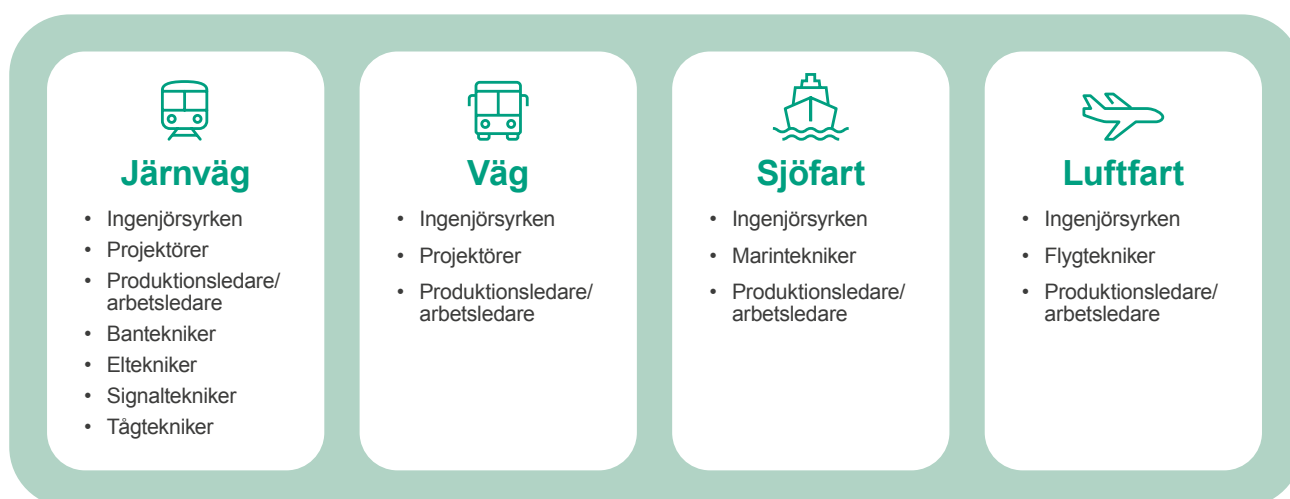 Järnväg
• Ingenjörsyrken
• Projektörer
• Produktionsledare/
arbetsledare
• Bantekniker
• Eltekniker
• Signaltekniker
• Tågtekniker
Väg
• Ingenjörsyrken
• Projektörer
• Produktionsledare/
arbetsledare
Sjöfart
• Ingenjörsyrken
• Marintekniker
• Produktionsledare/
arbetsledare
Luftfart
• Ingenjörsyrken
• Flygtekniker
• Produktionsledare/
arbetsledare